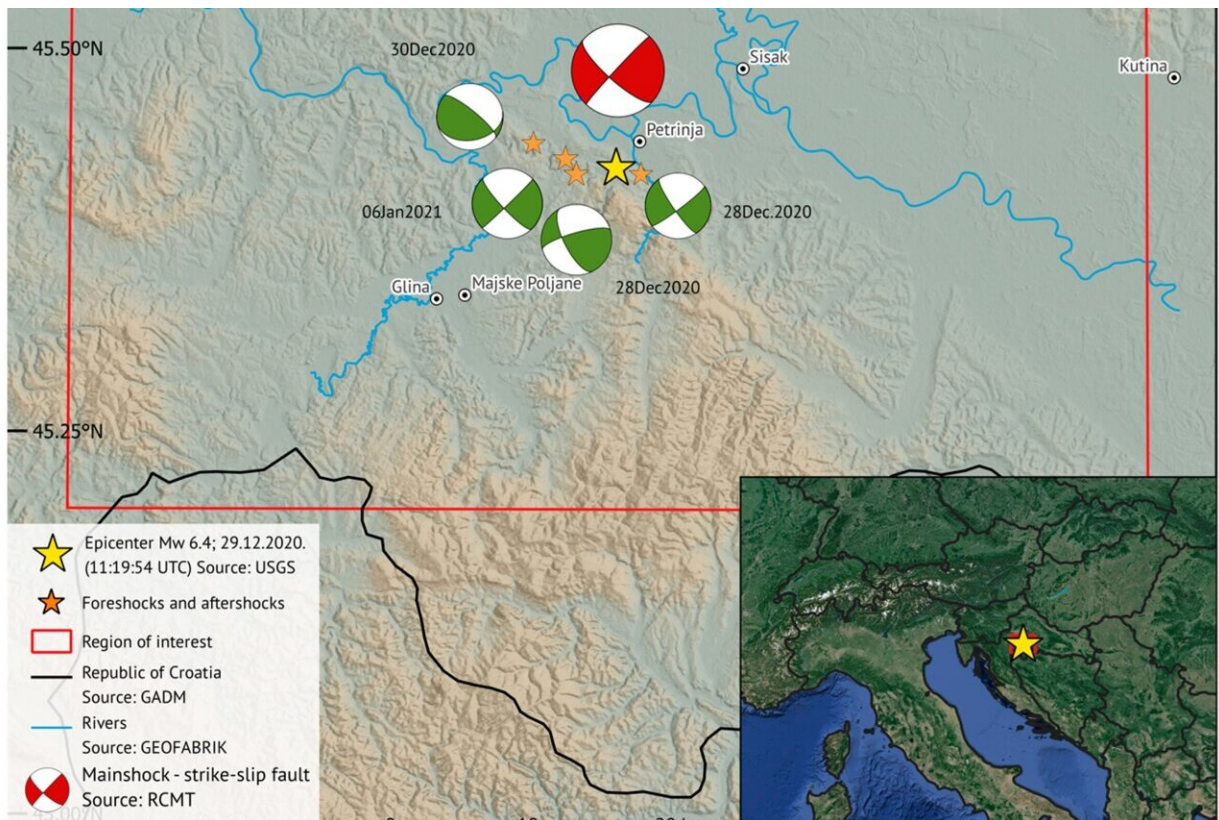 45.50°N
30Dec2020
Sisak
Kutina
Petrinja
06Jan2021
28Dec.2020
Glina
Majske Poljane
28Dec2020
45.25°N
Epicenter Mw 6.4; 29.12.2020.
(11:19:54 UTC) Source: USGS
Foreshocks and aftershocks
Region of interest
Republic of Croatia
Source: GADM
Rivers
Source: GEOFABRIK
Mainshock - strike-slip fault
Source: RCMT
45.00°N